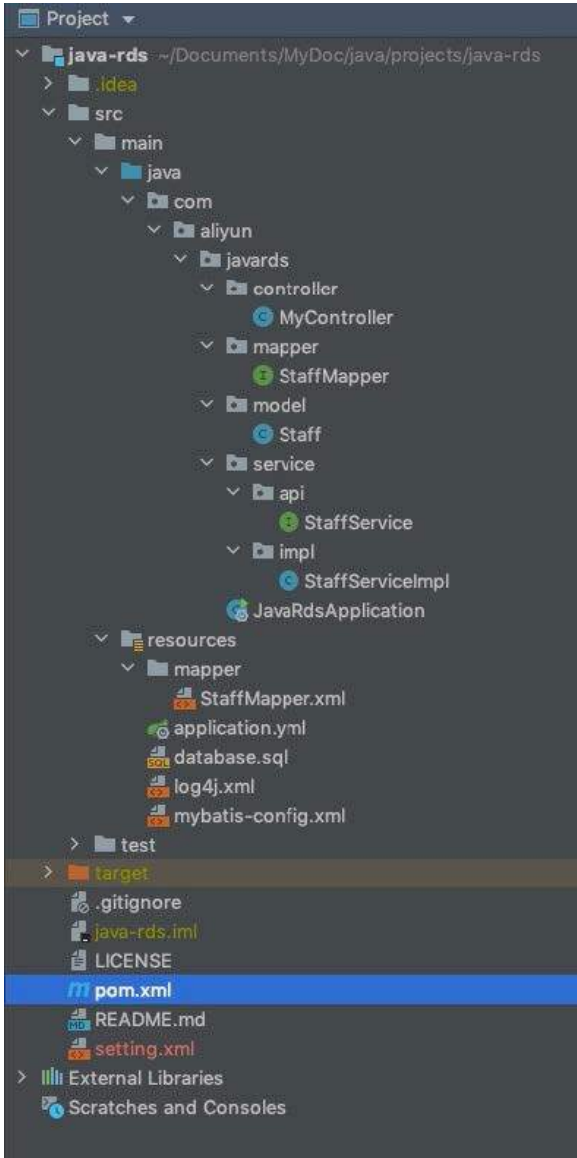 Project
java-rds ~/Documents/MyDoc/java/projects/java-rds
.idea
src
main
java
com
aliyun
javards
controller
MyController
mapper
StaffMapper
model
Staff
service
api
StaffService
impl
StaffServiceImpl
JavaRdsApplication
resources
mapper
StaffMapper.xml
application.yml
database.sql
log4j.xml
mybatis-config.xml
test
target
.gitignore
java-rds.iml
LICENSE
pom.xml
README.md
setting.xml
External Libraries
Scratches and Consoles